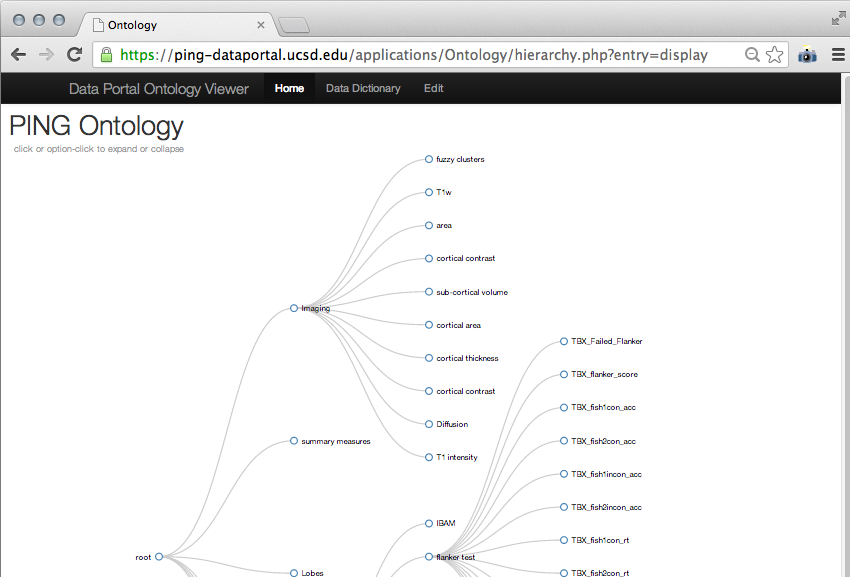 Ontology
https://ping-dataportal.ucsd.edu/applications/Ontology/hierarchy.php?entry=display
Data Portal Ontology Viewer Home Data Dictionary Edit
PING Ontology
click or option-click to expand or collapse
fuzzy clusters
T1w
area
cortical contrast
sub-cortical volume
Imaging
cortical area
TBX_Failed_Flanker
cortical thickness
TBX_flanker_score
cortical contrast
TBX_fish1con_acc
Diffusion
summary measures
TBX_fish2con_acc
T1 intensity
TBX_fish1incon_acc
TBX_fish2incon_acc
IBAM
TBX_fish1con_rt
root
flanker test
Lobes
TBX_fish2con_rt